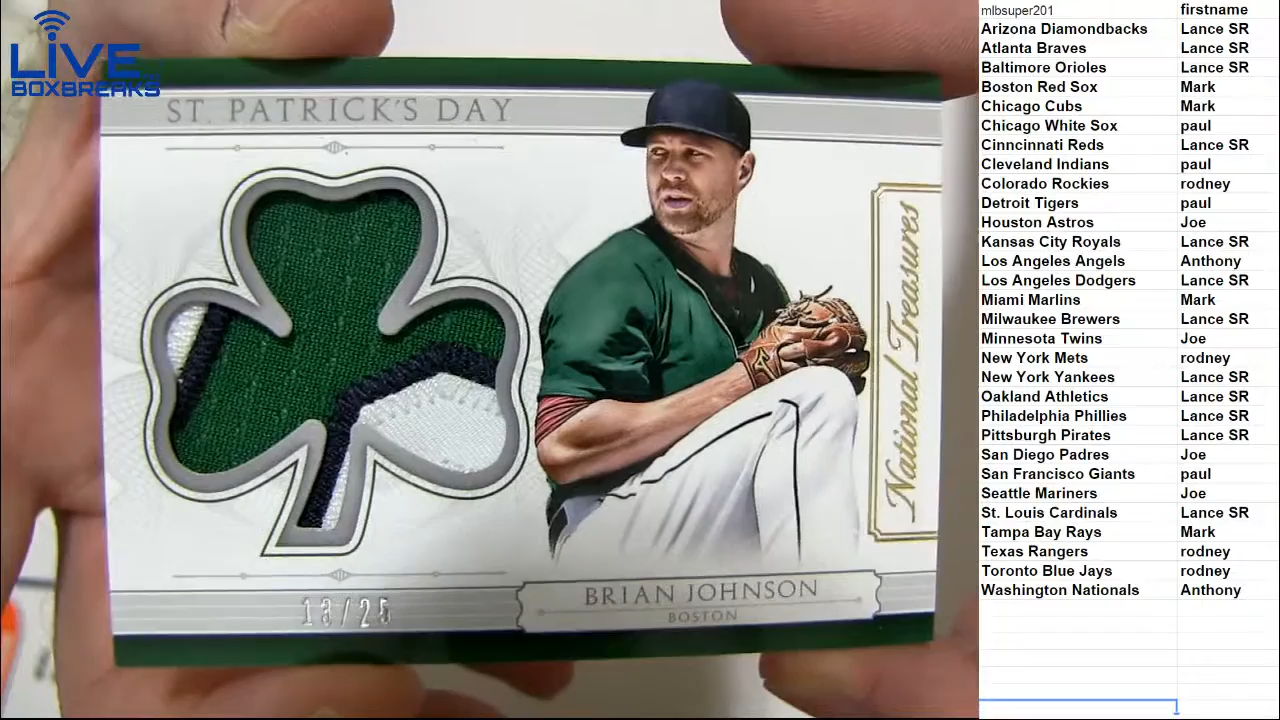 LIVE
BOXBREAKS
ST. PATRICK'S DAY
National Treasures
BRIAN JOHNSON
BOSTON
13/25
mlbsuper201 firstname
Arizona Diamondbacks Lance SR
Atlanta Braves Lance SR
Baltimore Orioles Lance SR
Boston Red Sox Mark
Chicago Cubs Mark
Chicago White Sox paul
Cinncinnati Reds Lance SR
Cleveland Indians paul
Colorado Rockies rodney
Detroit Tigers paul
Houston Astros Joe
Kansas City Royals Lance SR
Los Angeles Angels Anthony
Los Angeles Dodgers Lance SR
Miami Marlins Mark
Milwaukee Brewers Lance SR
Minnesota Twins Joe
New York Mets rodney
New York Yankees Lance SR
Oakland Athletics Lance SR
Philadelphia Phillies Lance SR
Pittsburgh Pirates Lance SR
San Diego Padres Joe
San Francisco Giants paul
Seattle Mariners Joe
St. Louis Cardinals Lance SR
Tampa Bay Rays Mark
Texas Rangers rodney
Toronto Blue Jays rodney
Washington Nationals Anthony